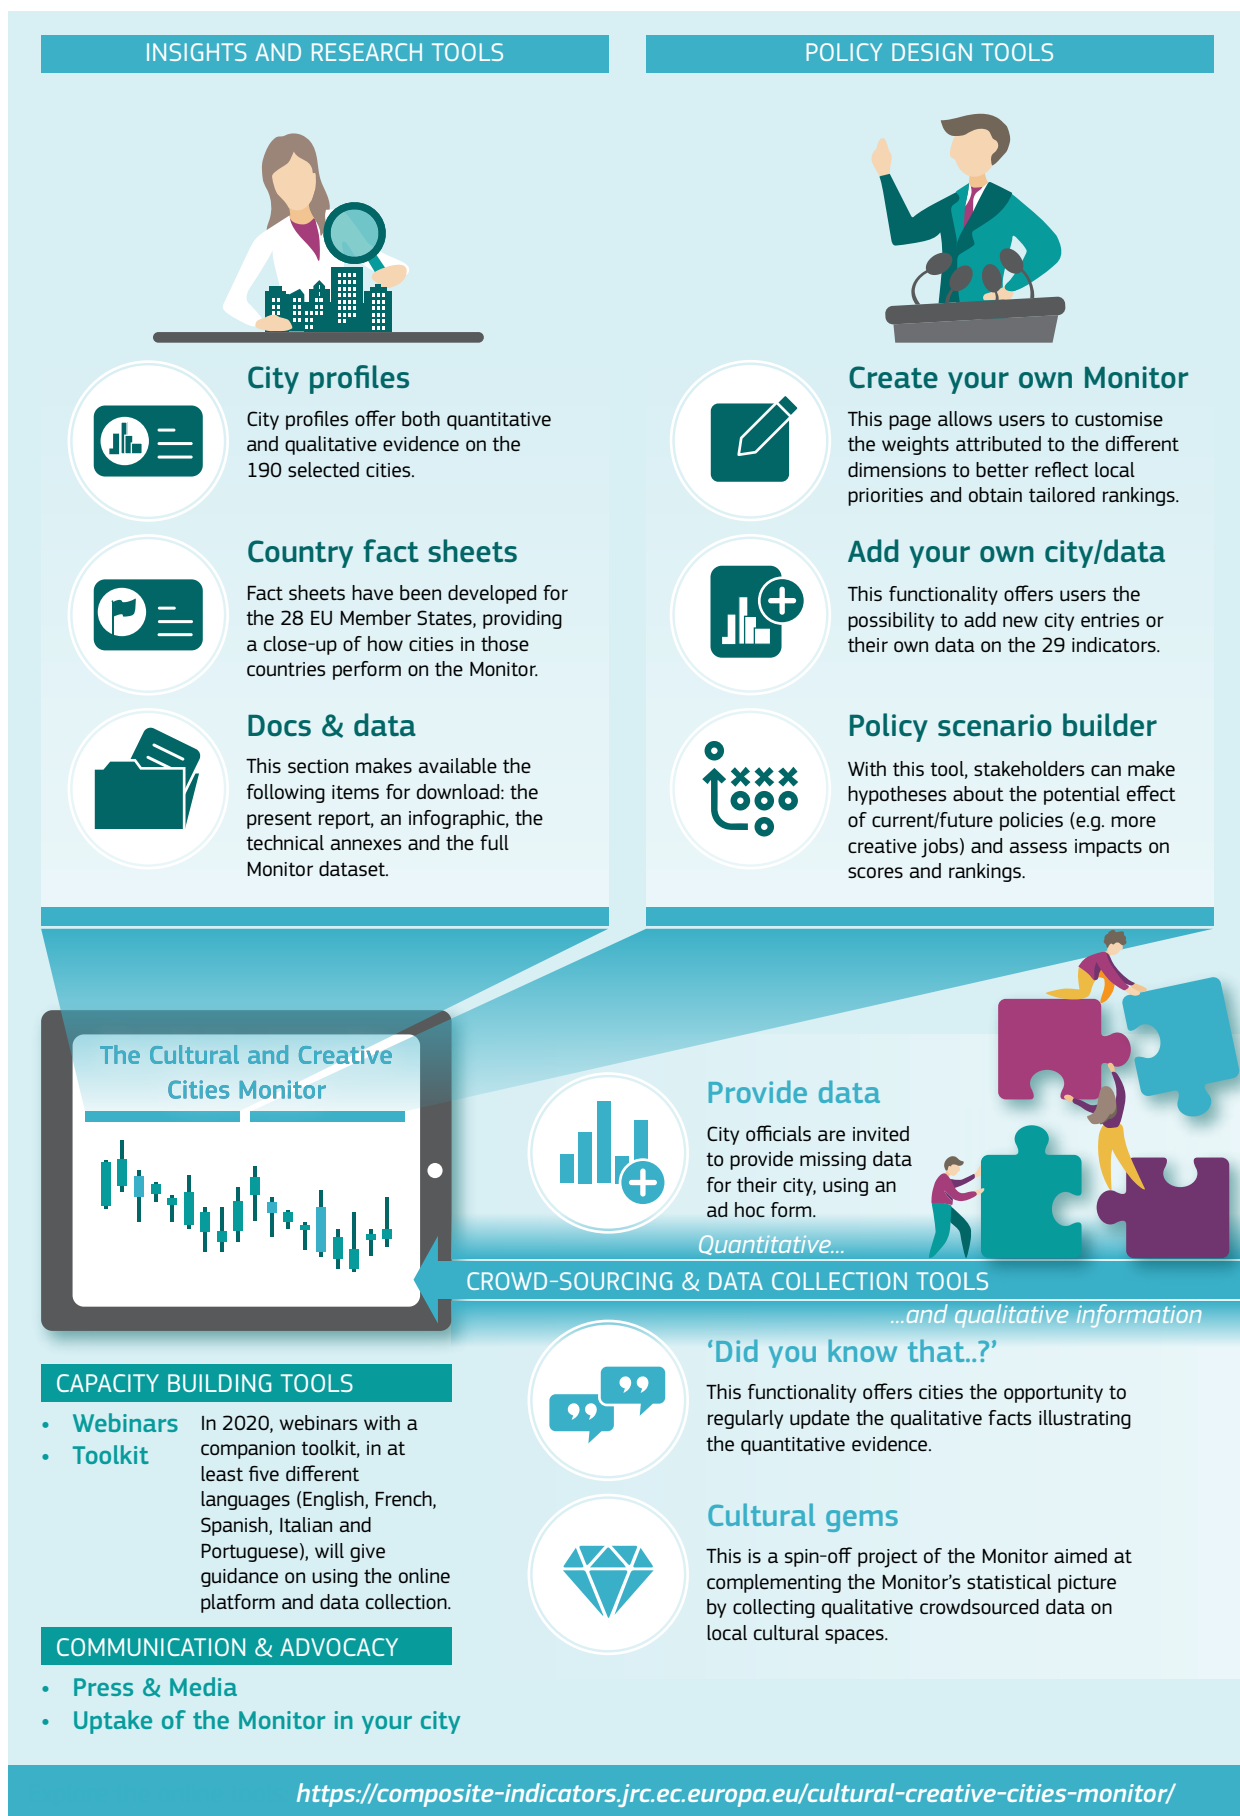 INSIGHTS AND RESEARCH TOOLS
City profiles
City profiles offer both quantitative
and qualitative evidence on the
190 selected cities.
Country fact sheets
Fact sheets have been developed for
the 28 EU Member States, providing
a close-up of how cities in those
countries perform on the Monitor.
Docs & data
This section makes available the
following items for download: the
present report, an infographic, the
technical annexes and the full
Monitor dataset.
POLICY DESIGN TOOLS
Create your own Monitor
This page allows users to customise
the weights attributed to the different
dimensions to better reflect local
priorities and obtain tailored rankings.
Add your own city/data
This functionality offers users the
possibility to add new city entries or
their own data on the 29 indicators.
Policy scenario builder
With this tool, stakeholders can make
hypotheses about the potential effect
of current/future policies (e.g. more
creative jobs) and assess impacts on
scores and rankings.
The Cultural and Creative
Cities Monitor
Provide data
City officials are invited
to provide missing data
for their city, using an
ad hoc form.
Quantitative...
CROWD-SOURCING & DATA COLLECTION TOOLS
...and qualitative information
‘Did you know that..?’
This functionality offers cities the opportunity to
regularly update the qualitative facts illustrating
the quantitative evidence.
Cultural gems
This is a spin-off project of the Monitor aimed at
complementing the Monitor’s statistical picture
by collecting qualitative crowdsourced data on
local cultural spaces.
CAPACITY BUILDING TOOLS
• Webinars
• Toolkit
In 2020, webinars with a
companion toolkit, in at
least five different
languages (English, French,
Spanish, Italian and
Portuguese), will give
guidance on using the online
platform and data collection.
COMMUNICATION & ADVOCACY
• Press & Media
• Uptake of the Monitor in your city
https://composite-indicators.jrc.ec.europa.eu/cultural-creative-cities-monitor/